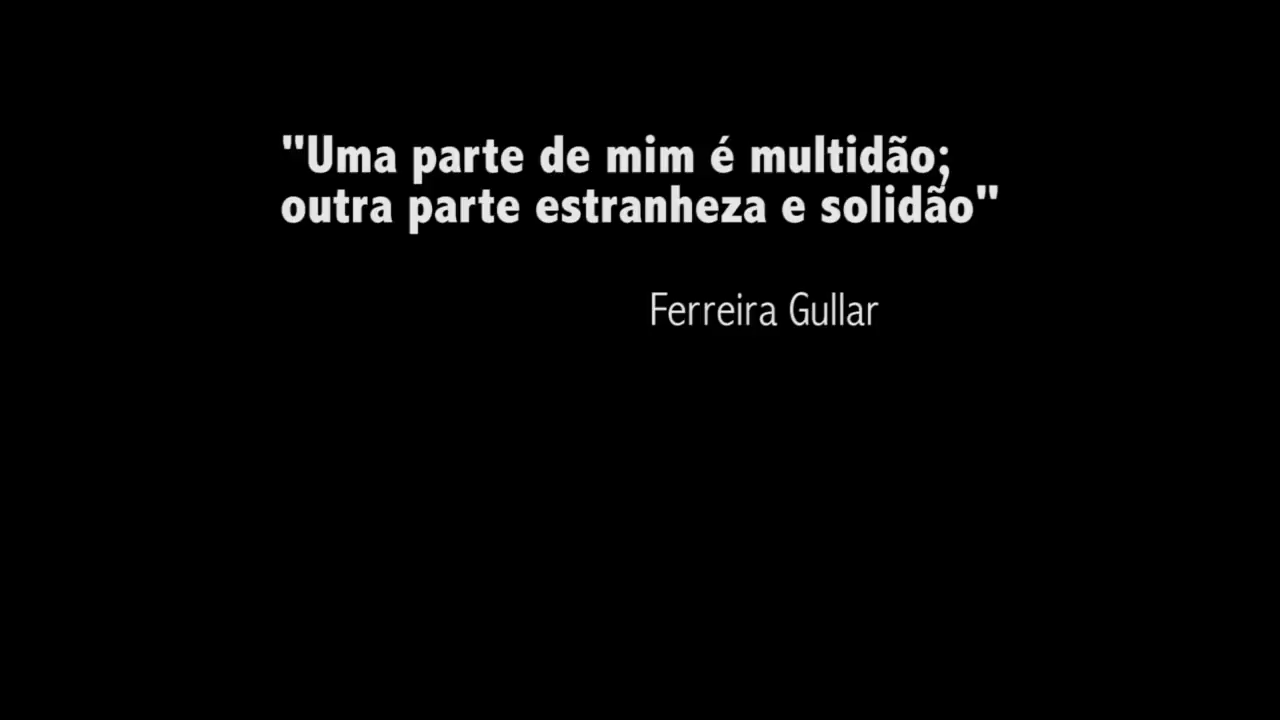 "Uma parte de mim é multidão;
outra parte estranheza e solidão"
Ferreira Gullar